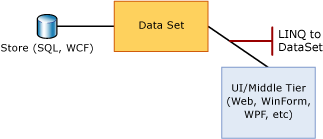 Data Set
Store (SQL, WCF)
LINQ to
DataSet
UI/Middle Tier
(Web, WinForm,
WPF, etc)